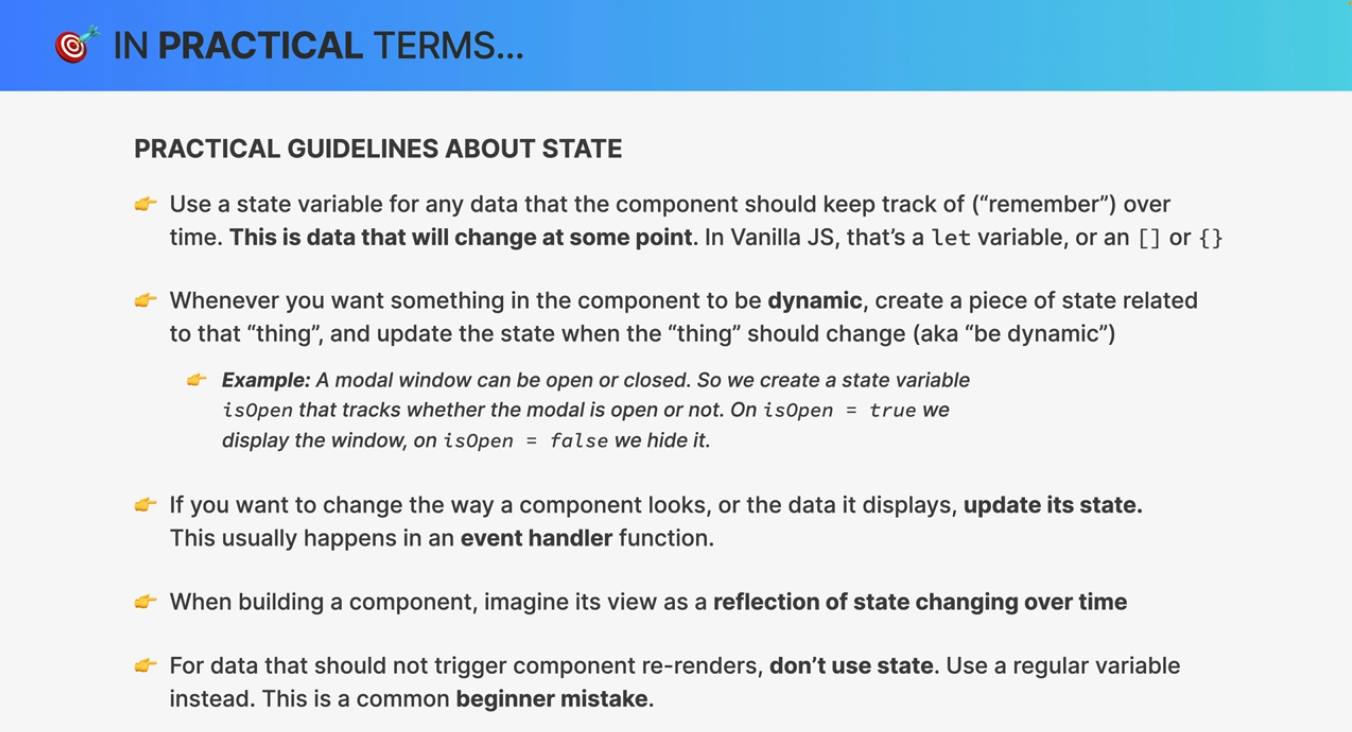 IN PRACTICAL TERMS...
PRACTICAL GUIDELINES ABOUT STATE
Use a state variable for any data that the component should keep track of (“remember”) over
time. This is data that will change at some point. In Vanilla JS, that’s a let variable, or an [] or {}
Whenever you want something in the component to be dynamic, create a piece of state related
to that “thing”, and update the state when the “thing” should change (aka “be dynamic”)
Example: A modal window can be open or closed. So we create a state variable
isOpen that tracks whether the modal is open or not. On isOpen = true we
display the window, on isOpen = false we hide it.
If you want to change the way a component looks, or the data it displays, update its state.
This usually happens in an event handler function.
When building a component, imagine its view as a reflection of state changing over time
For data that should not trigger component re-renders, don’t use state. Use a regular variable
instead. This is a common beginner mistake.